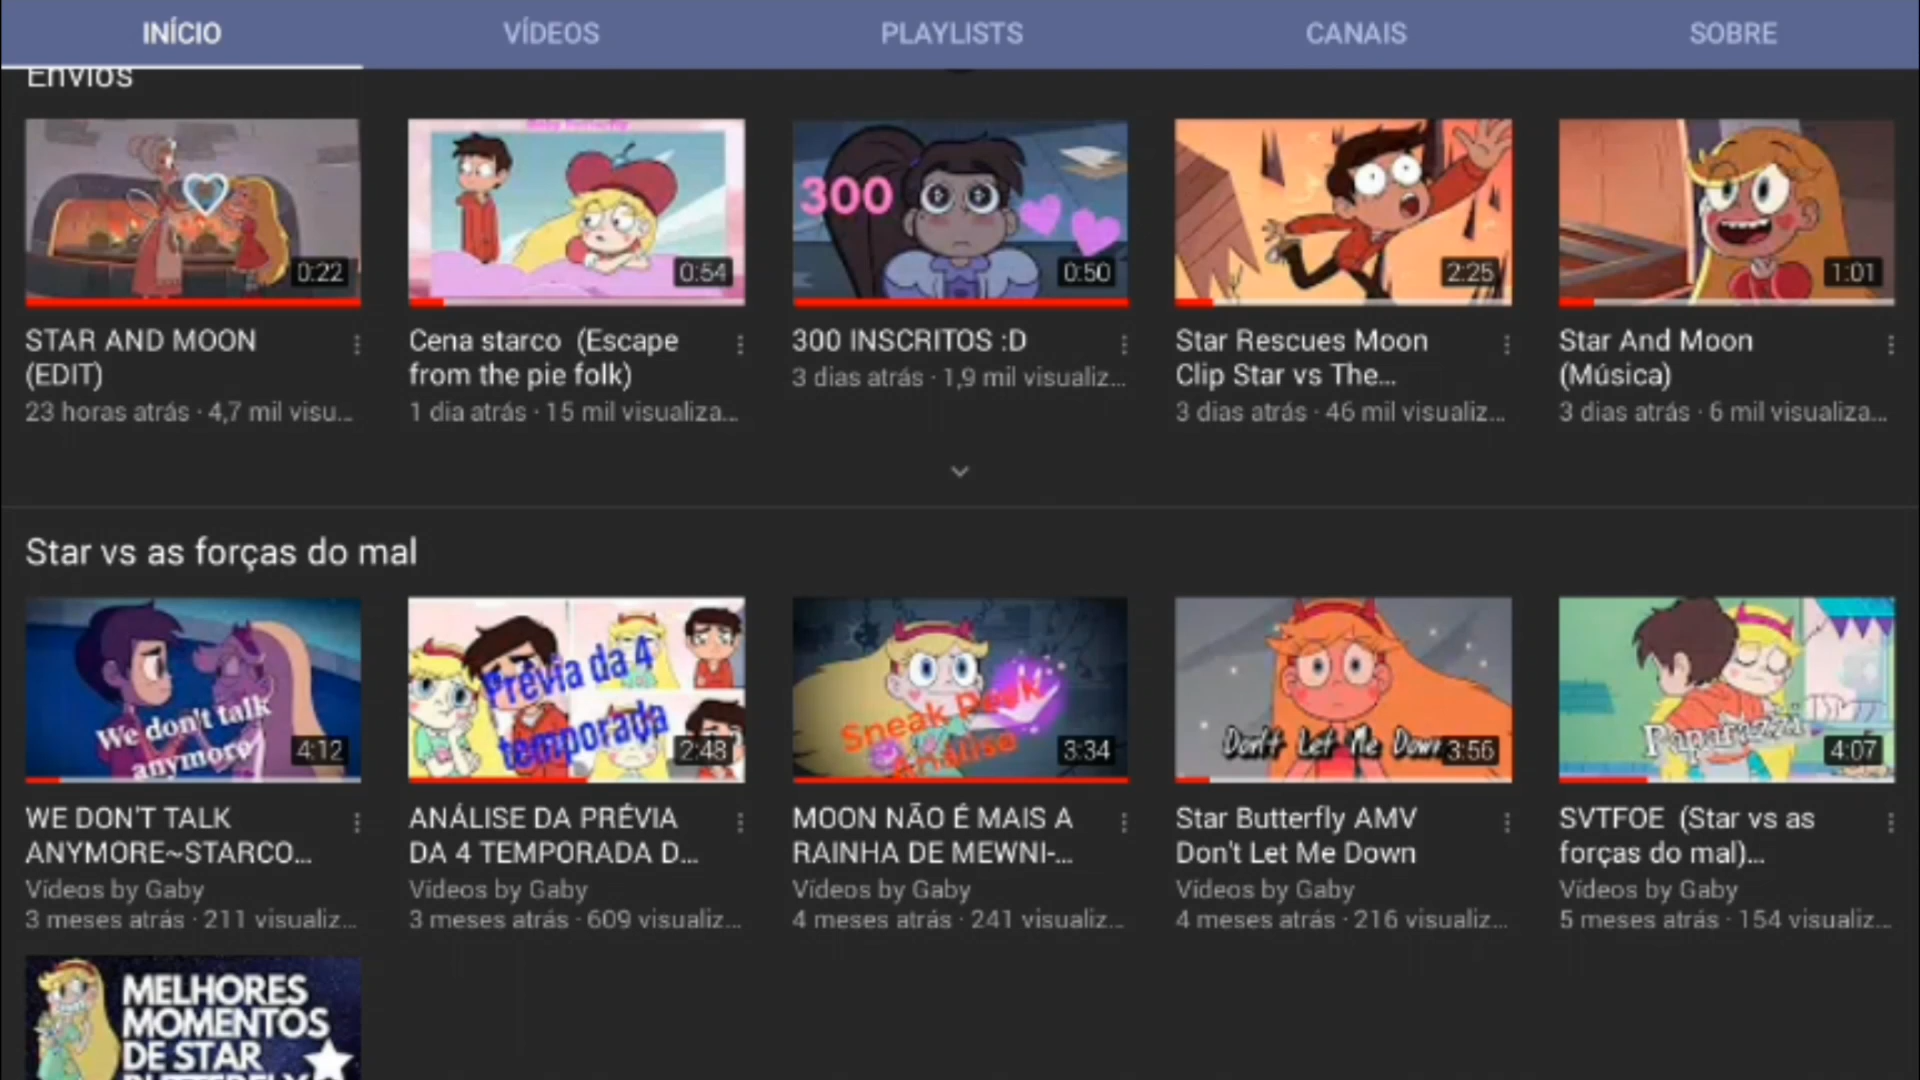 INÍCIO VÍDEOS PLAYLISTS CANAIS SOBRE
Envios
300
0:22 0:54 0:50 2:25 1:01
STAR AND MOON
(EDIT)
23 horas atrás · 4,7 mil visu...
Cena starco (Escape
from the pie folk)
1 dia atrás · 15 mil visualiza...
300 INSCRITOS :D
3 dias atrás · 1,9 mil visualiz...
Star Rescues Moon
Clip Star vs The...
3 dias atrás · 46 mil visualiz...
Star And Moon
(Música)
3 dias atrás · 6 mil visualiza...
Star vs as forças do mal
We don't talk
anymore
4:12
Prévia da 4
temporada
2:48
Sneak Peek
Análise
3:34
Don't Let Me Down
3:56
Paparazzi
4:07
WE DON'T TALK
ANYMORE~STARCO...
Vídeos by Gaby
3 meses atrás · 211 visualiz...
ANÁLISE DA PRÉVIA
DA 4 TEMPORADA D...
Vídeos by Gaby
3 meses atrás · 609 visualiz...
MOON NÃO É MAIS A
RAINHA DE MEWNI-...
Vídeos by Gaby
4 meses atrás · 241 visualiz...
Star Butterfly AMV
Don't Let Me Down
Vídeos by Gaby
4 meses atrás · 216 visualiz...
SVTFOE (Star vs as
forças do mal)...
Vídeos by Gaby
5 meses atrás · 154 visualiz...
MELHORES
MOMENTOS
DE STAR
BUTTERFLY